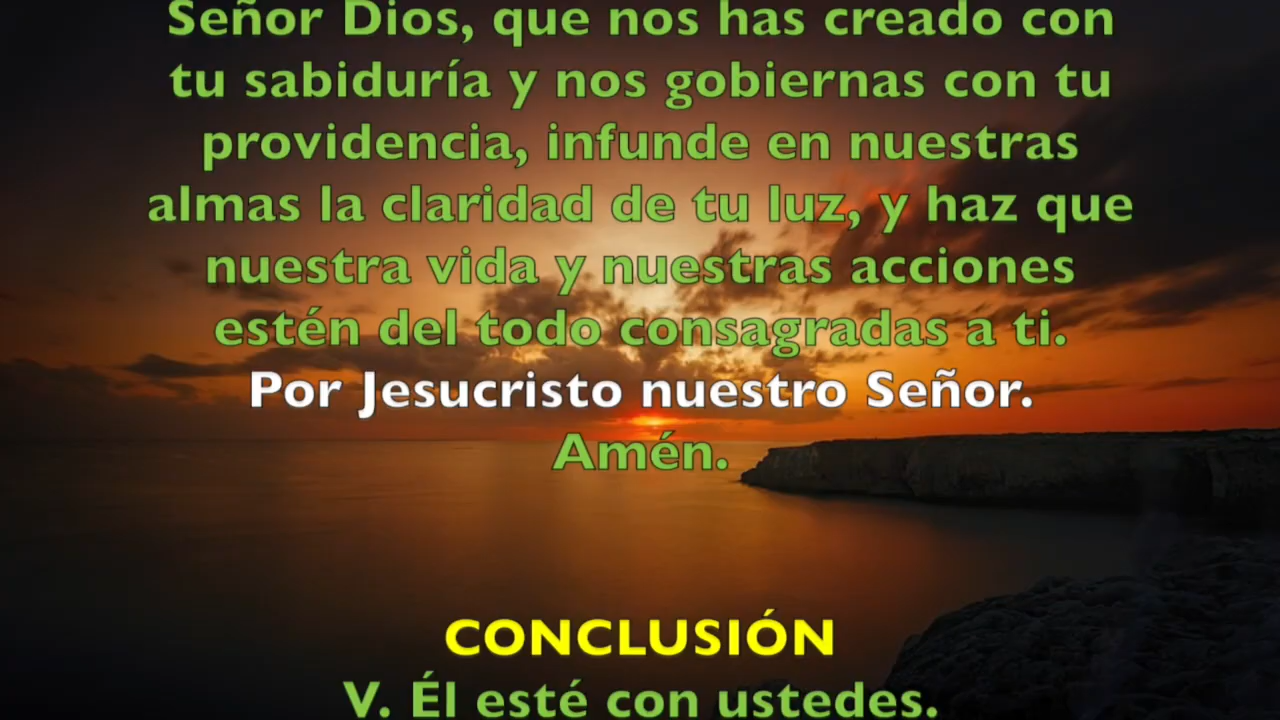 Señor Dios, que nos has creado con
tu sabiduría y nos gobiernas con tu
providencia, infunde en nuestras
almas la claridad de tu luz, y haz que
nuestra vida y nuestras acciones
estén del todo consagradas a ti.
Por Jesucristo nuestro Señor.
Amén.
CONCLUSIÓN
V. Él esté con ustedes.